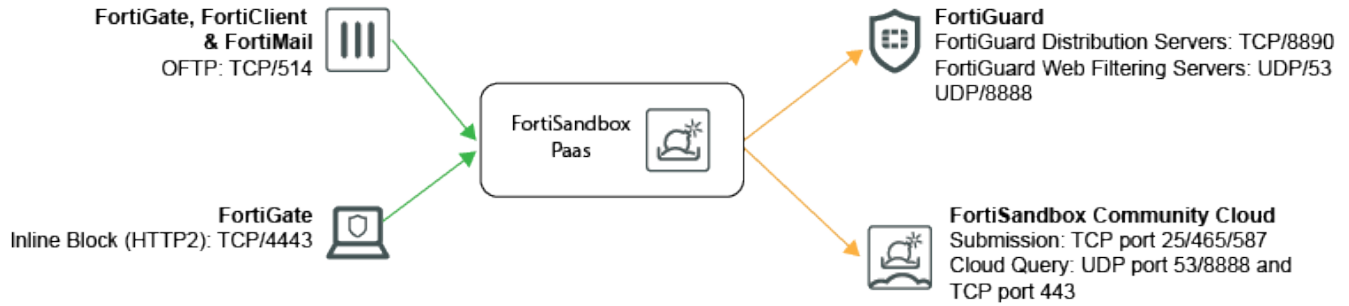 FortiGate, FortiClient
& FortiMail
OFTP: TCP/514
FortiGate
Inline Block (HTTP2): TCP/4443
FortiSandbox
Paas
FortiGuard
FortiGuard Distribution Servers: TCP/8890
FortiGuard Web Filtering Servers: UDP/53
UDP/8888
FortiSandbox Community Cloud
Submission: TCP port 25/465/587
Cloud Query: UDP port 53/8888 and
TCP port 443